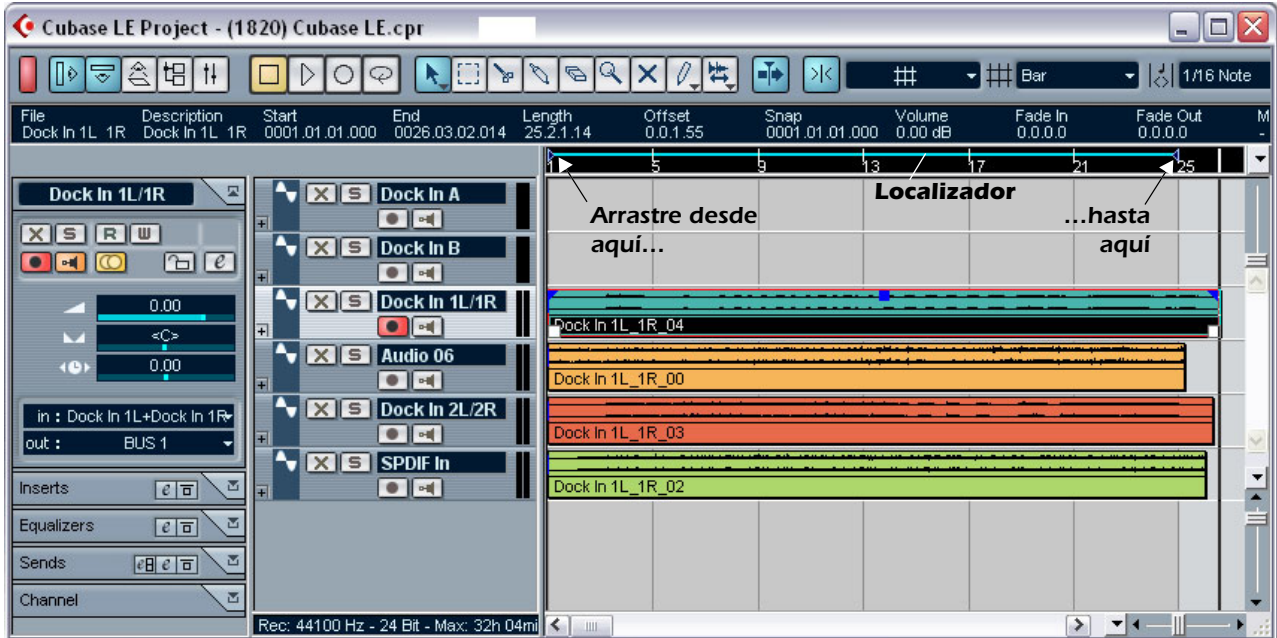 Cubase LE Project - (1820) Cubase LE.cpr
Bar
1/16 Note
File Description Start End Length Offset Snap Volume Fade In Fade Out M
Dock In 1L 1R Dock In 1L 1R 0001.01.01.000 0026.03.02.014 25.2.1.14 0.0.1.55 0001.01.01.000 0.00 dB 0.0.0.0 0.0.0.0 -
1 5 9 13 17 21 25
Localizador
Arrastre desde
aquí...
...hasta
aquí
Dock In 1L/1R
X S R W
e
0.00
<C>
0.00
in : Dock In 1L+Dock In 1R
out : BUS 1
Inserts e
Equalizers e
Sends e e
Channel
X S Dock In A
X S Dock In B
X S Dock In 1L/1R
Dock In 1L_1R_04
X S Audio 06
Dock In 1L_1R_00
X S Dock In 2L/2R
Dock In 1L_1R_03
X S SPDIF In
Dock In 1L_1R_02
Rec: 44100 Hz - 24 Bit - Max: 32h 04mi